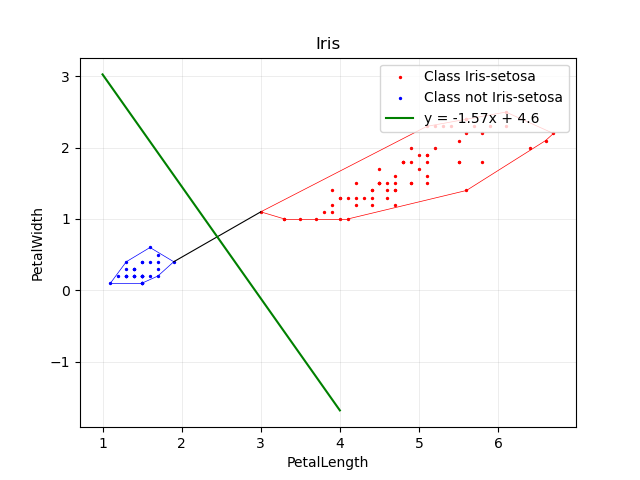 Iris
Class Iris-setosa
Class not Iris-setosa
y = -1.57x + 4.6
3
2
1
0
−1
PetalWidth
1 2 3 4 5 6
PetalLength